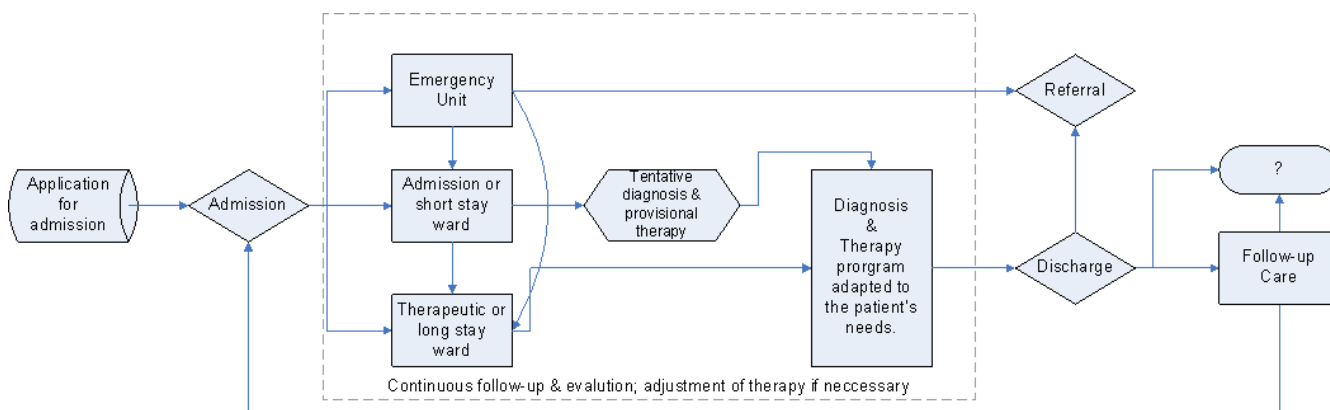 Application
for
admission
Admission
Emergency
Unit
Admission or
short stay
ward
Therapeutic or
long stay
ward
Tentative
diagnosis &
provisional
therapy
Diagnosis
&
Therapy
prorgram
adapted to
the patient's
needs.
Continuous follow-up & evalution; adjustment of therapy if neccessary
Referral
Discharge
?
Follow-up
Care